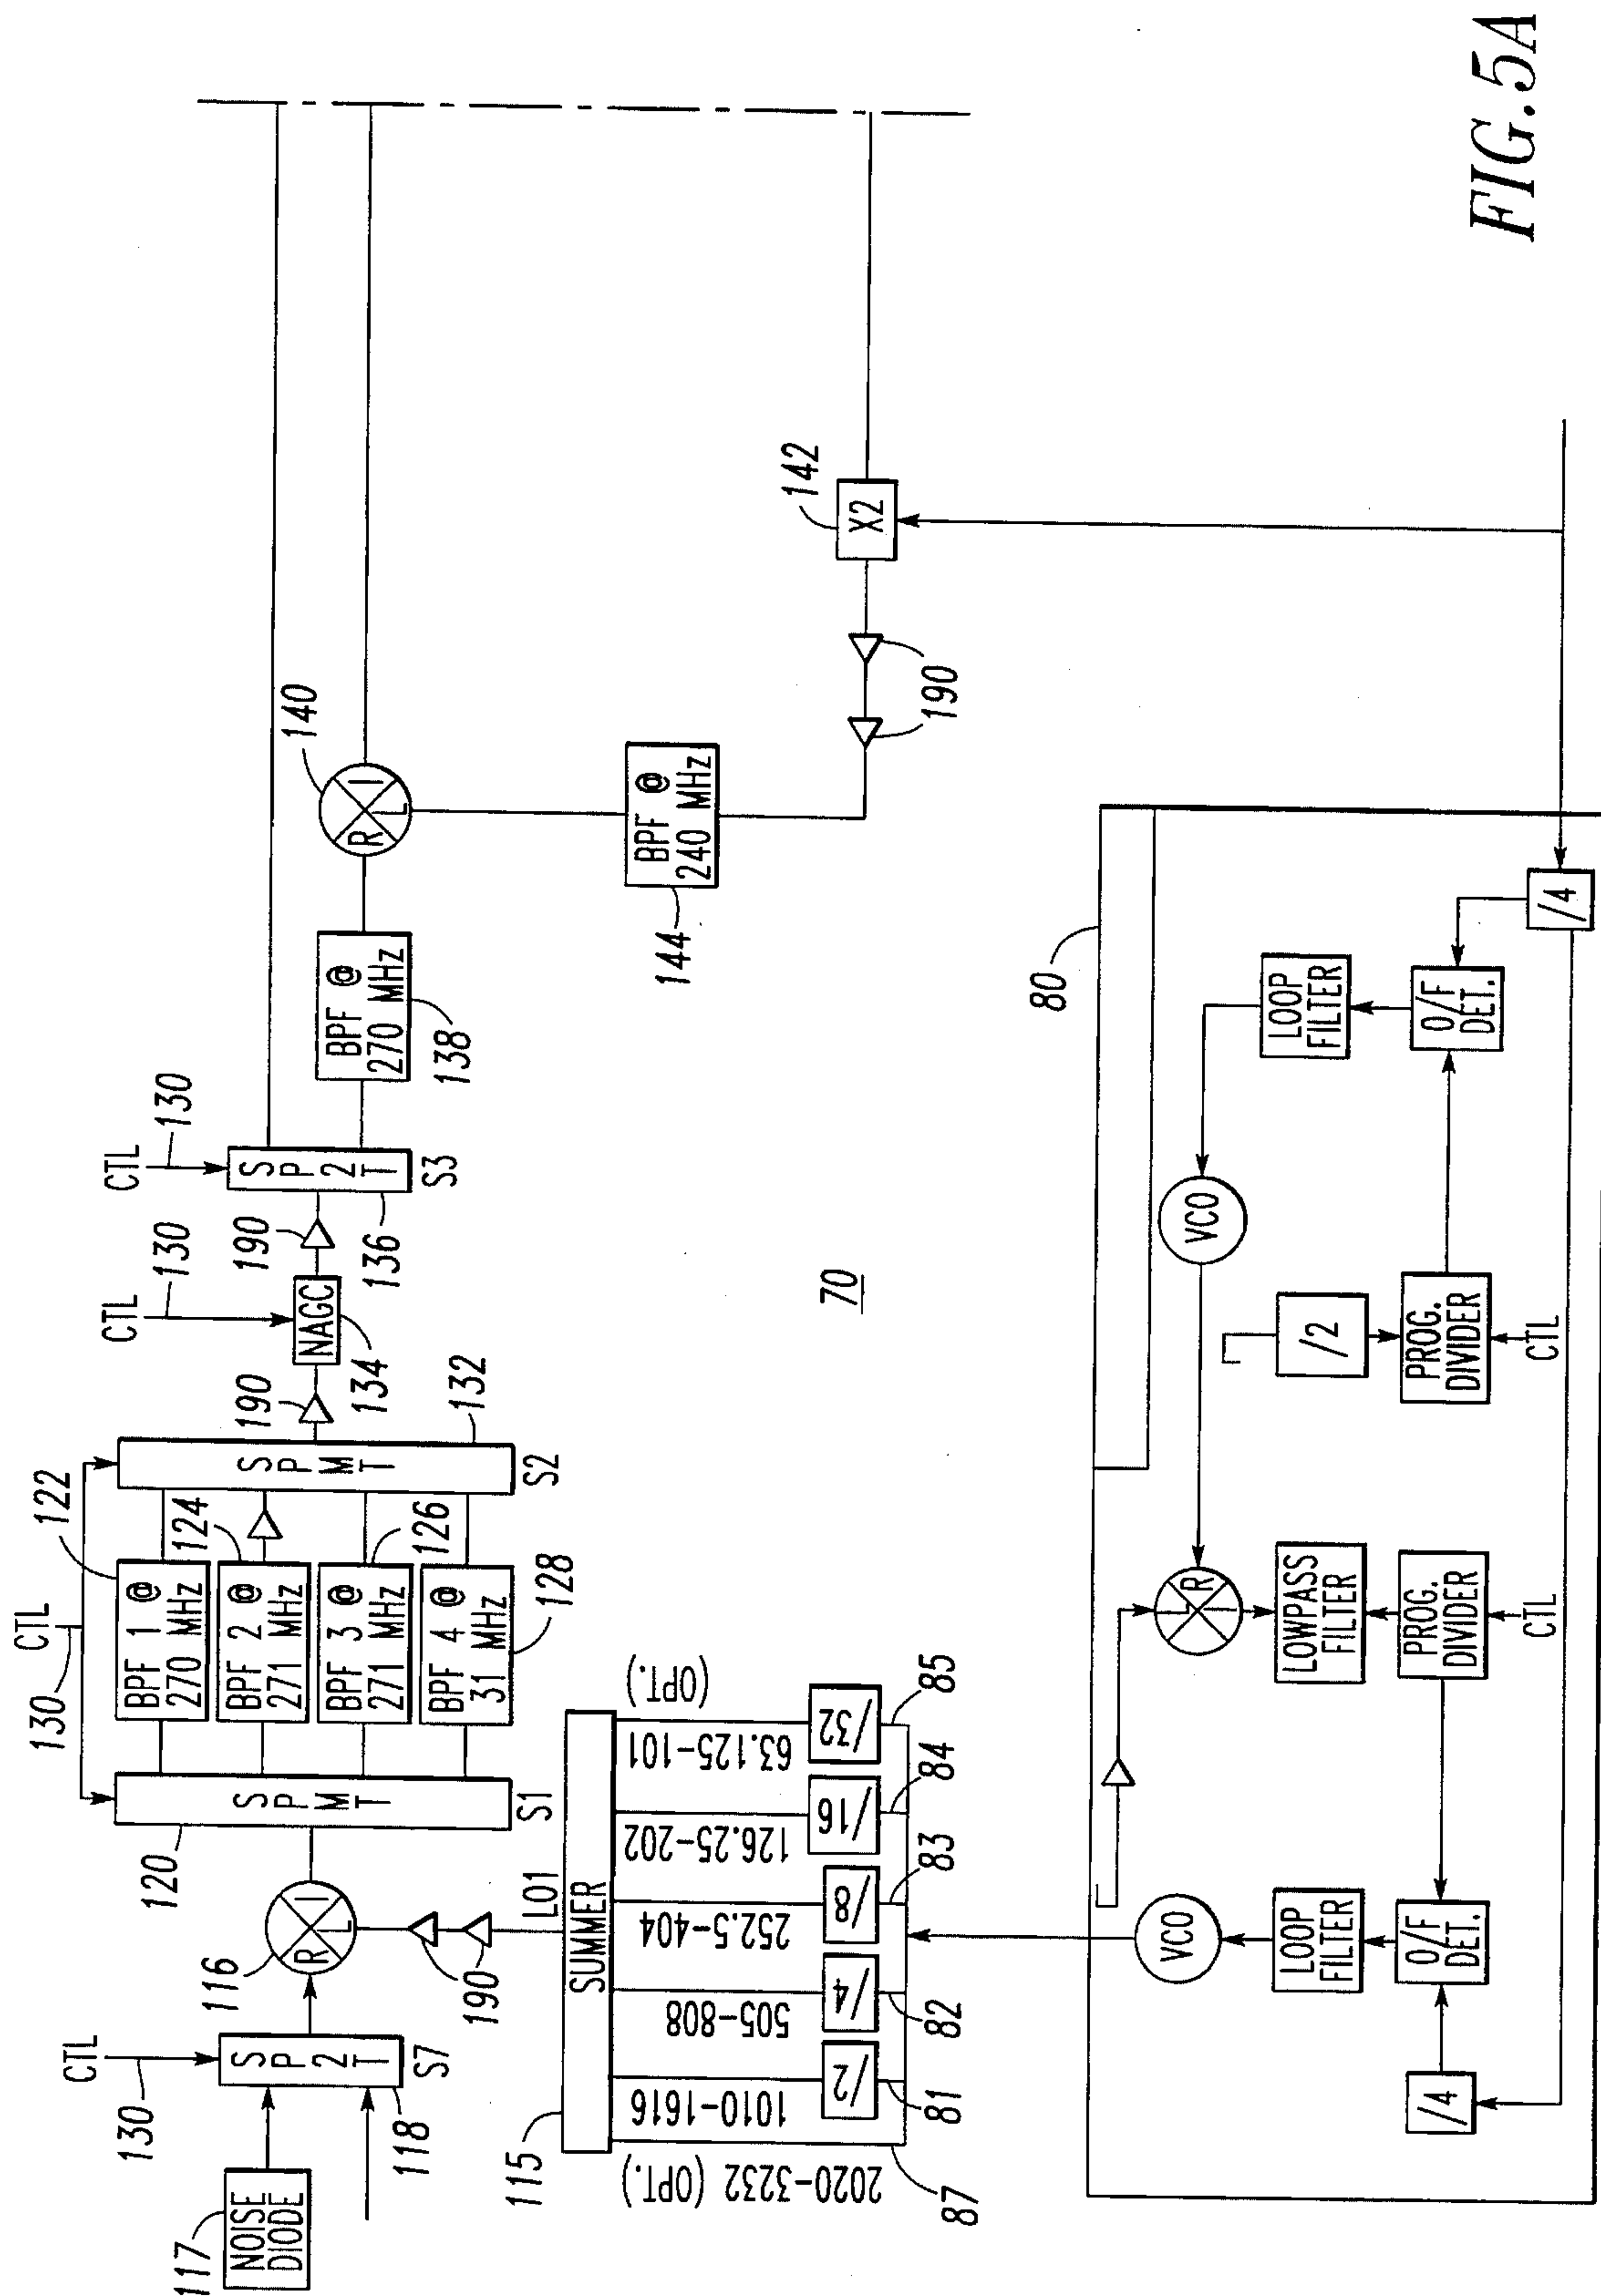 FIG. 5A
70
117
NOISE
DIODE
CTL
130
SP2T
118
S7
116
R
L
I
190
120
SPMT
S1
CTL
130
122
BPF 1 @
270 MHz
124
BPF 2 @
271 MHz
126
BPF 3 @
271 MHz
128
BPF 4 @
31 MHz
SPMT
132
S2
190
CTL
130
NAGC
134
190
CTL
130
SP2T
136
S3
BPF @
270 MHz
138
140
R
L
I
144
BPF @
240 MHz
142
X2
190
115
SUMMER
LO1
2020-3232 (OPT.)
87
1010-1616
/2
81
505-808
/4
82
252.5-404
/8
83
126.25-202
/16
84
63.125-101
(OPT.)
/32
85
80
VCO
LOOP
FILTER
O/F
DET.
/4
L
R
I
LOWPASS
FILTER
PROG.
DIVIDER
CTL
VCO
/2
PROG.
DIVIDER
CTL
LOOP
FILTER
O/F
DET.
/4